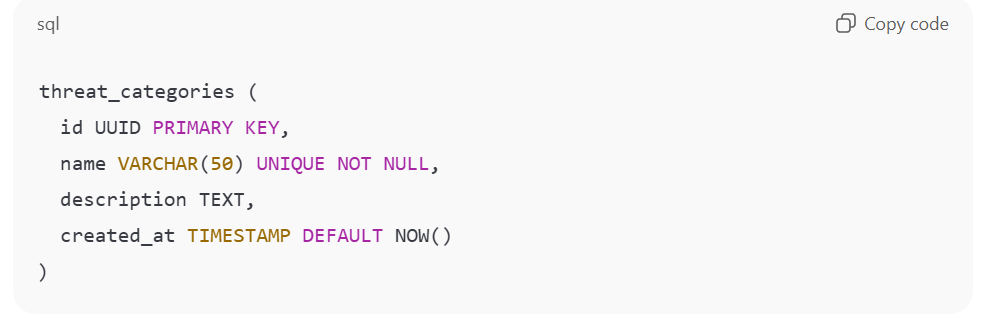 sql
Copy code
threat_categories (
  id UUID PRIMARY KEY,
  name VARCHAR(50) UNIQUE NOT NULL,
  description TEXT,
  created_at TIMESTAMP DEFAULT NOW()
)